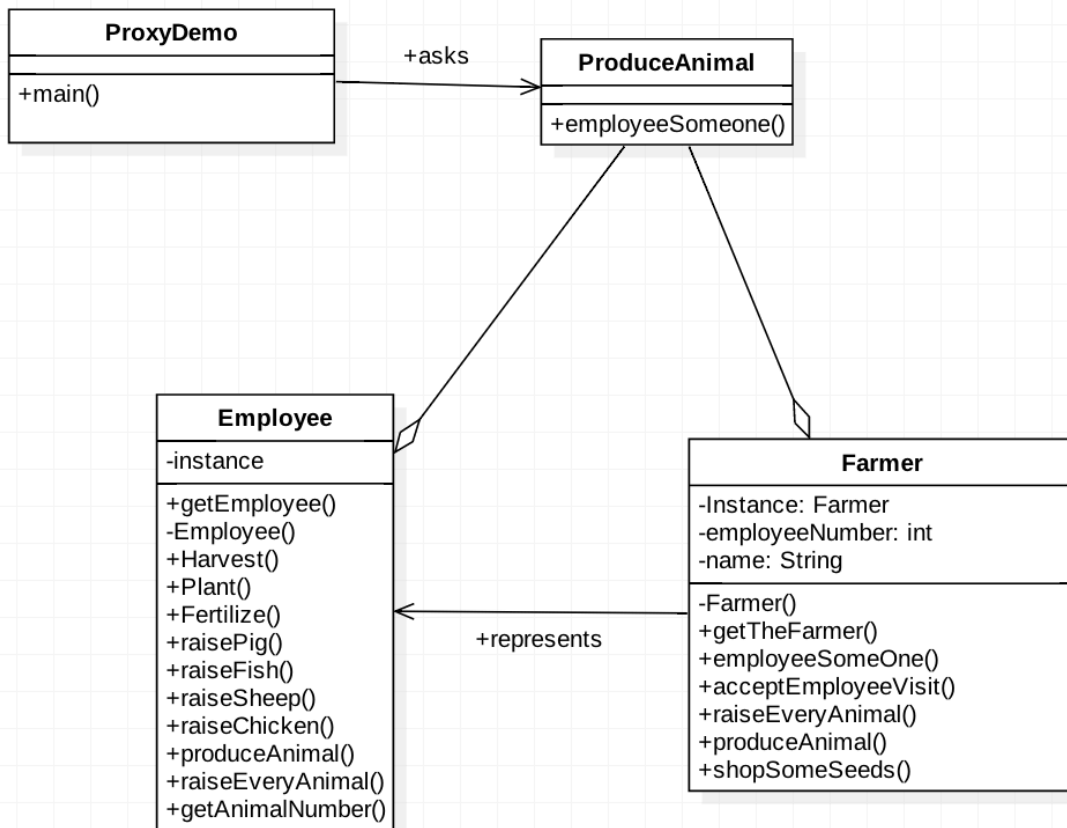 ProxyDemo
+main()
+asks
ProduceAnimal
+employeeSomeone()
Employee
-instance
+getEmployee()
-Employee()
+Harvest()
+Plant()
+Fertilize()
+raisePig()
+raiseFish()
+raiseSheep()
+raiseChicken()
+produceAnimal()
+raiseEveryAnimal()
+getAnimalNumber()
+represents
Farmer
-Instance: Farmer
-employeeNumber: int
-name: String
-Farmer()
+getTheFarmer()
+employeeSomeOne()
+acceptEmployeeVisit()
+raiseEveryAnimal()
+produceAnimal()
+shopSomeSeeds()